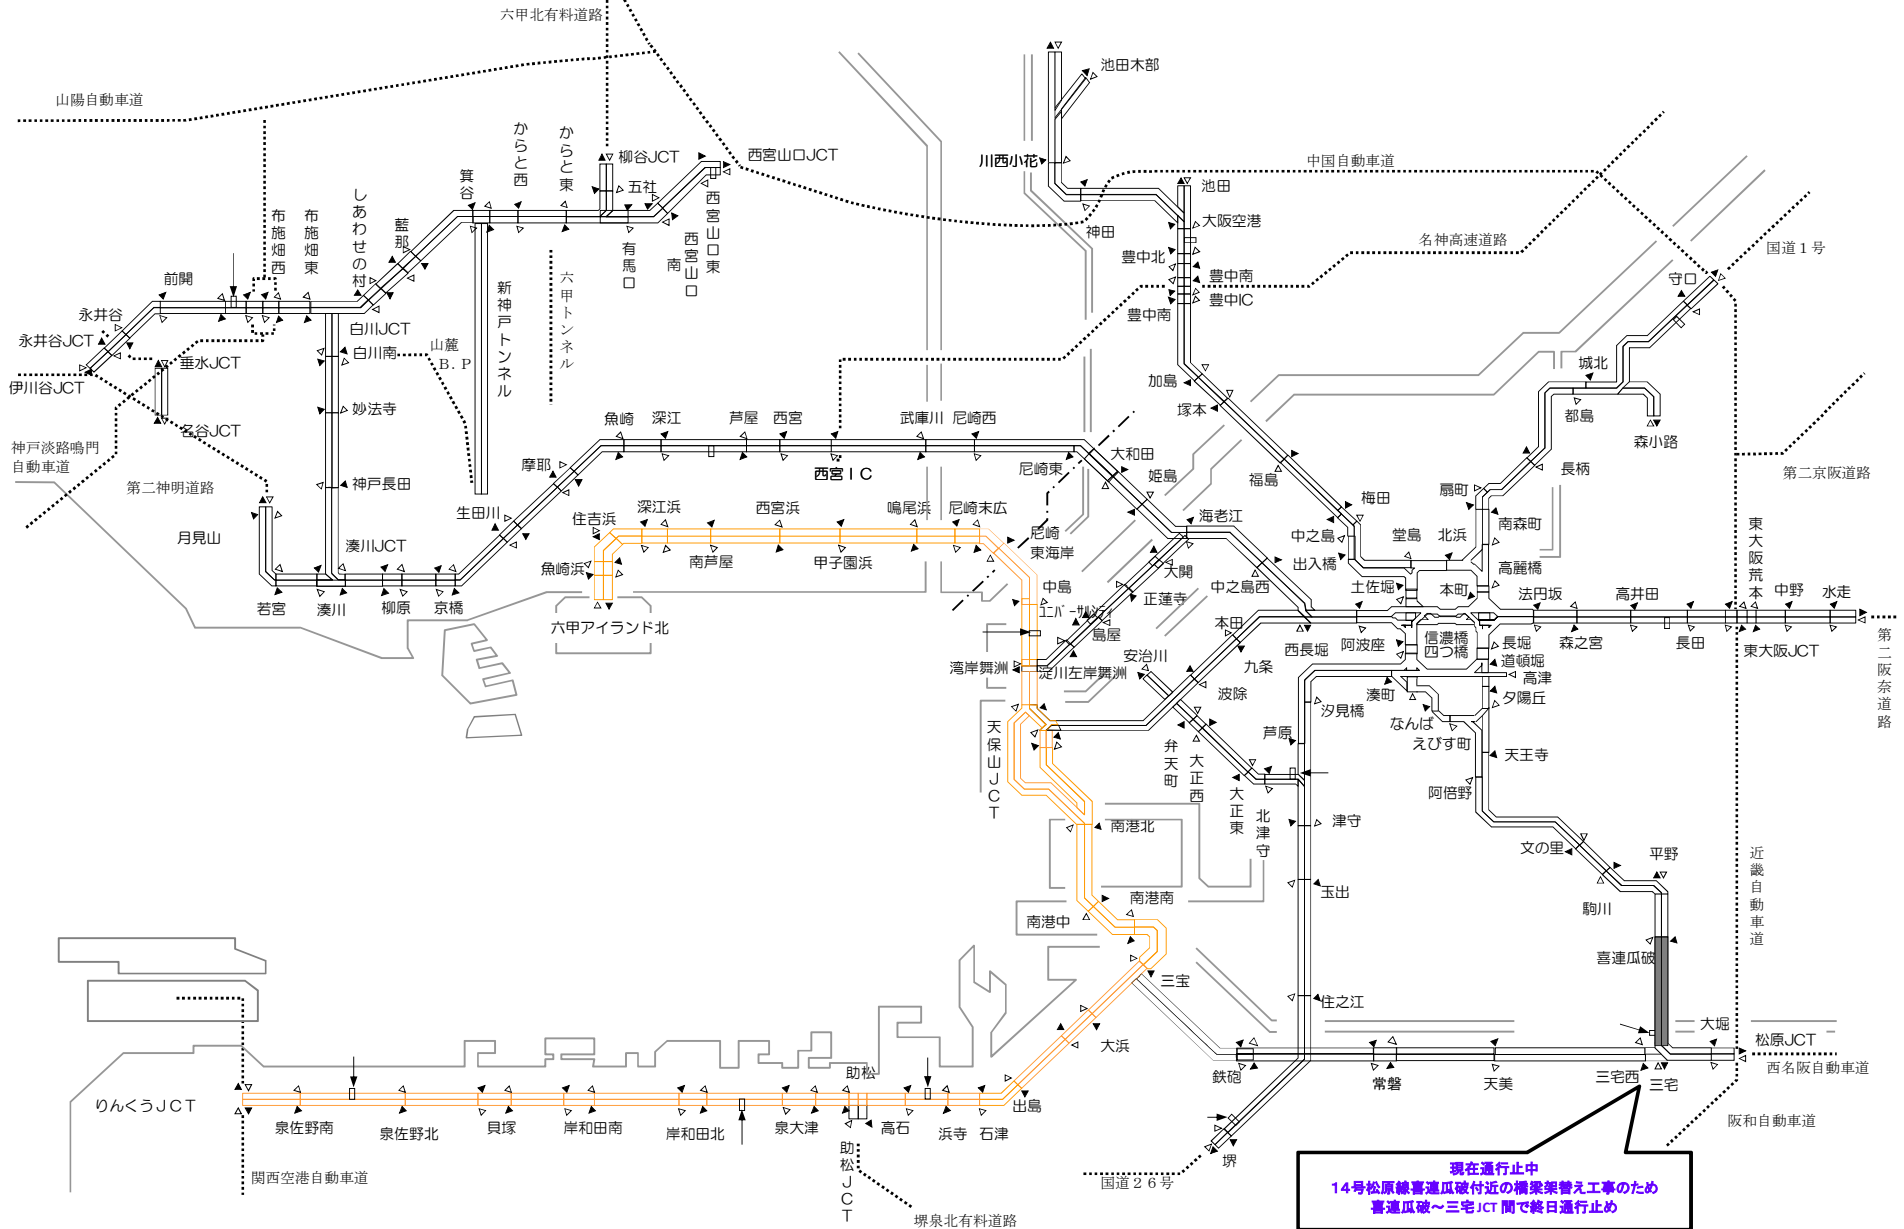 六甲北有料道路
山陽自動車道
池田木部
川西小花
中国自動車道
池田
大阪空港
神田
名神高速道路
国道１号
豊中北
豊中南
豊中IC
豊中南
守口
からと西
からと東
柳谷JCT
西宮山口JCT
五社
箕谷
しあわせの村
藍那
布施畑西
布施畑東
前開
有馬口
西宮山口南
西宮山口東
六甲トンネル
新神戸トンネル
永井谷
永井谷JCT
伊川谷JCT
垂水JCT
名谷JCT
白川JCT
白川南
山麓
B．P
妙法寺
神戸淡路鳴門
自動車道
第二神明道路
神戸長田
月見山
湊川JCT
若宮
湊川
柳原
京橋
生田川
摩耶
魚崎
深江
芦屋
西宮
西宮ＩＣ
武庫川
尼崎西
尼崎東
大和田
姫島
海老江
加島
塚本
福島
梅田
中之島
出入橋
堂島
北浜
土佐堀
本町
城北
都島
森小路
長柄
扇町
南森町
高麗橋
第二京阪道路
東大阪荒本
住吉浜
深江浜
西宮浜
鳴尾浜
尼崎末広
尼崎
東海岸
南芦屋
甲子園浜
魚崎浜
六甲アイランド北
中島
ﾕﾆﾊﾞｰｻﾙｼﾃｨ
大開
正蓮寺
島屋
湾岸舞洲
淀川左岸舞洲
中之島西
本田
安治川
九条
波除
西長堀
阿波座
信濃橋
四つ橋
法円坂
高井田
中野
水走
森之宮
長田
東大阪JCT
長堀
道頓堀
高津
夕陽丘
第二阪奈道路
湊町
なんば
えびす町
天王寺
阿倍野
汐見橋
芦原
弁天町
大正西
大正東
北津守
津守
玉出
住之江
天保山JCT
南港北
南港中
南港南
三宝
大浜
出島
文の里
駒川
平野
喜連瓜破
近畿自動車道
大堀
松原JCT
西名阪自動車道
阪和自動車道
鉄砲
常磐
天美
三宅西
三宅
堺
国道２６号
りんくうＪＣＴ
泉佐野南
泉佐野北
貝塚
岸和田南
岸和田北
泉大津
助松
高石
浜寺
石津
助松JCT
関西空港自動車道
堺泉北有料道路
現在通行止中
14号松原線喜連瓜破付近の橋梁架替え工事のため
喜連瓜破～三宅JCT間で終日通行止め